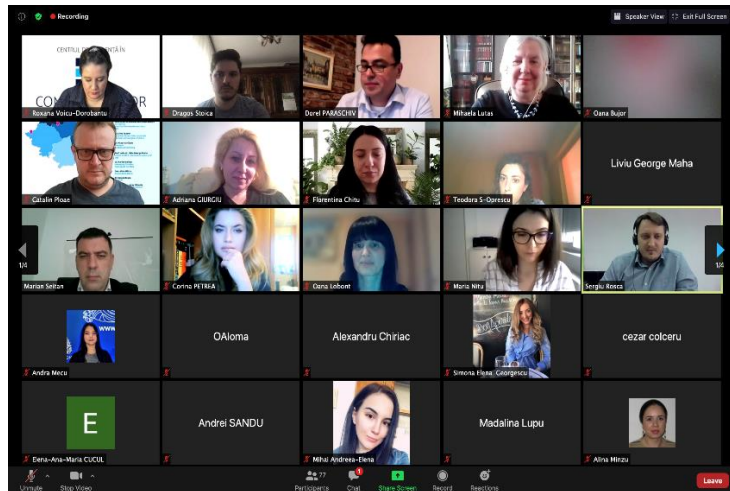 Recording
Speaker View
Exit Full Screen
CENTRUL
Roxana Voicu-Dorobantu
Dragos Stoica
Dorel PARASCHIV
Mihaela Lutas
Oana Bujor
Catalin Ploae
Adriana GIURGIU
Florentina Chitu
Teodora S-Oprescu
Liviu George Maha
1/4
Marian Seitan
Corina PETREA
Oana Lobont
Maria Nitu
Sergiu Rosca
1/4
Andra Mecu
OAloma
Alexandru Chiriac
Simona Elena Georgescu
cezar colceru
E
Elena-Ana-Maria CUCUL
Andrei SANDU
Mihai Andreea-Elena
Madalina Lupu
Alina Minzu
Unmute
Stop Video
77
Participants
1
Chat
Share Screen
Record
Reactions
Leave